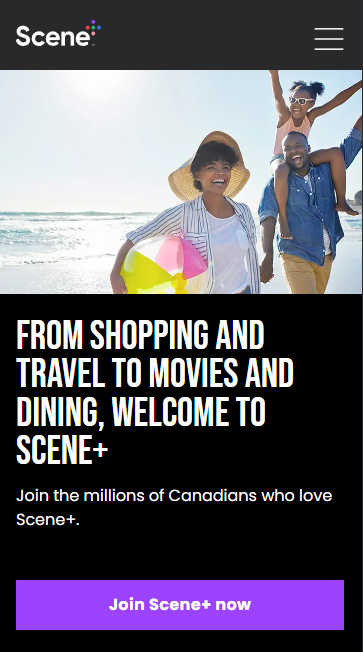 Scene
FROM SHOPPING AND
TRAVEL TO MOVIES AND
DINING, WELCOME TO
SCENE+
Join the millions of Canadians who love
Scene+.
Join Scene+ now